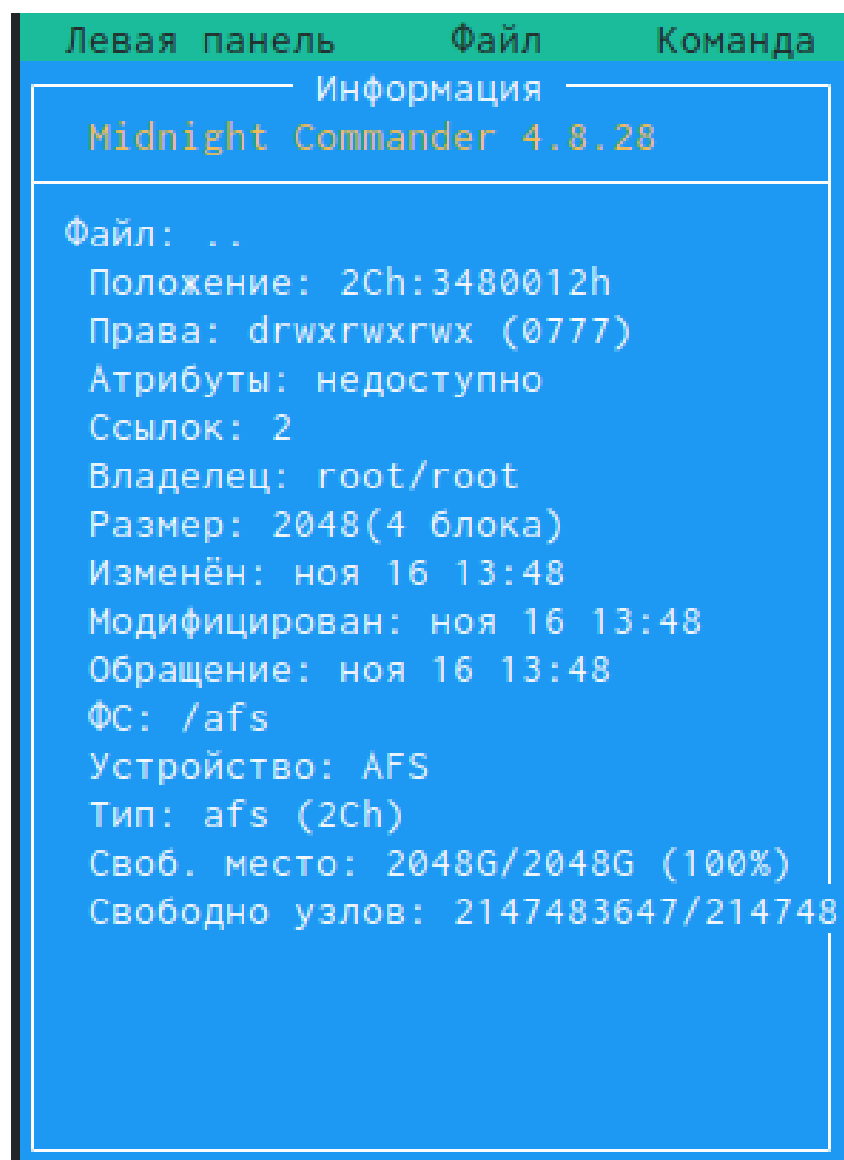 Левая панель Файл Команда
Информация
Midnight Commander 4.8.28
Файл: ..
Положение: 2Ch:3480012h
Права: drwxrwxrwx (0777)
Атрибуты: недоступно
Ссылок: 2
Владелец: root/root
Размер: 2048(4 блока)
Изменён: ноя 16 13:48
Модифицирован: ноя 16 13:48
Обращение: ноя 16 13:48
ФС: /afs
Устройство: AFS
Тип: afs (2Ch)
Своб. место: 2048G/2048G (100%)
Свободно узлов: 2147483647/214748